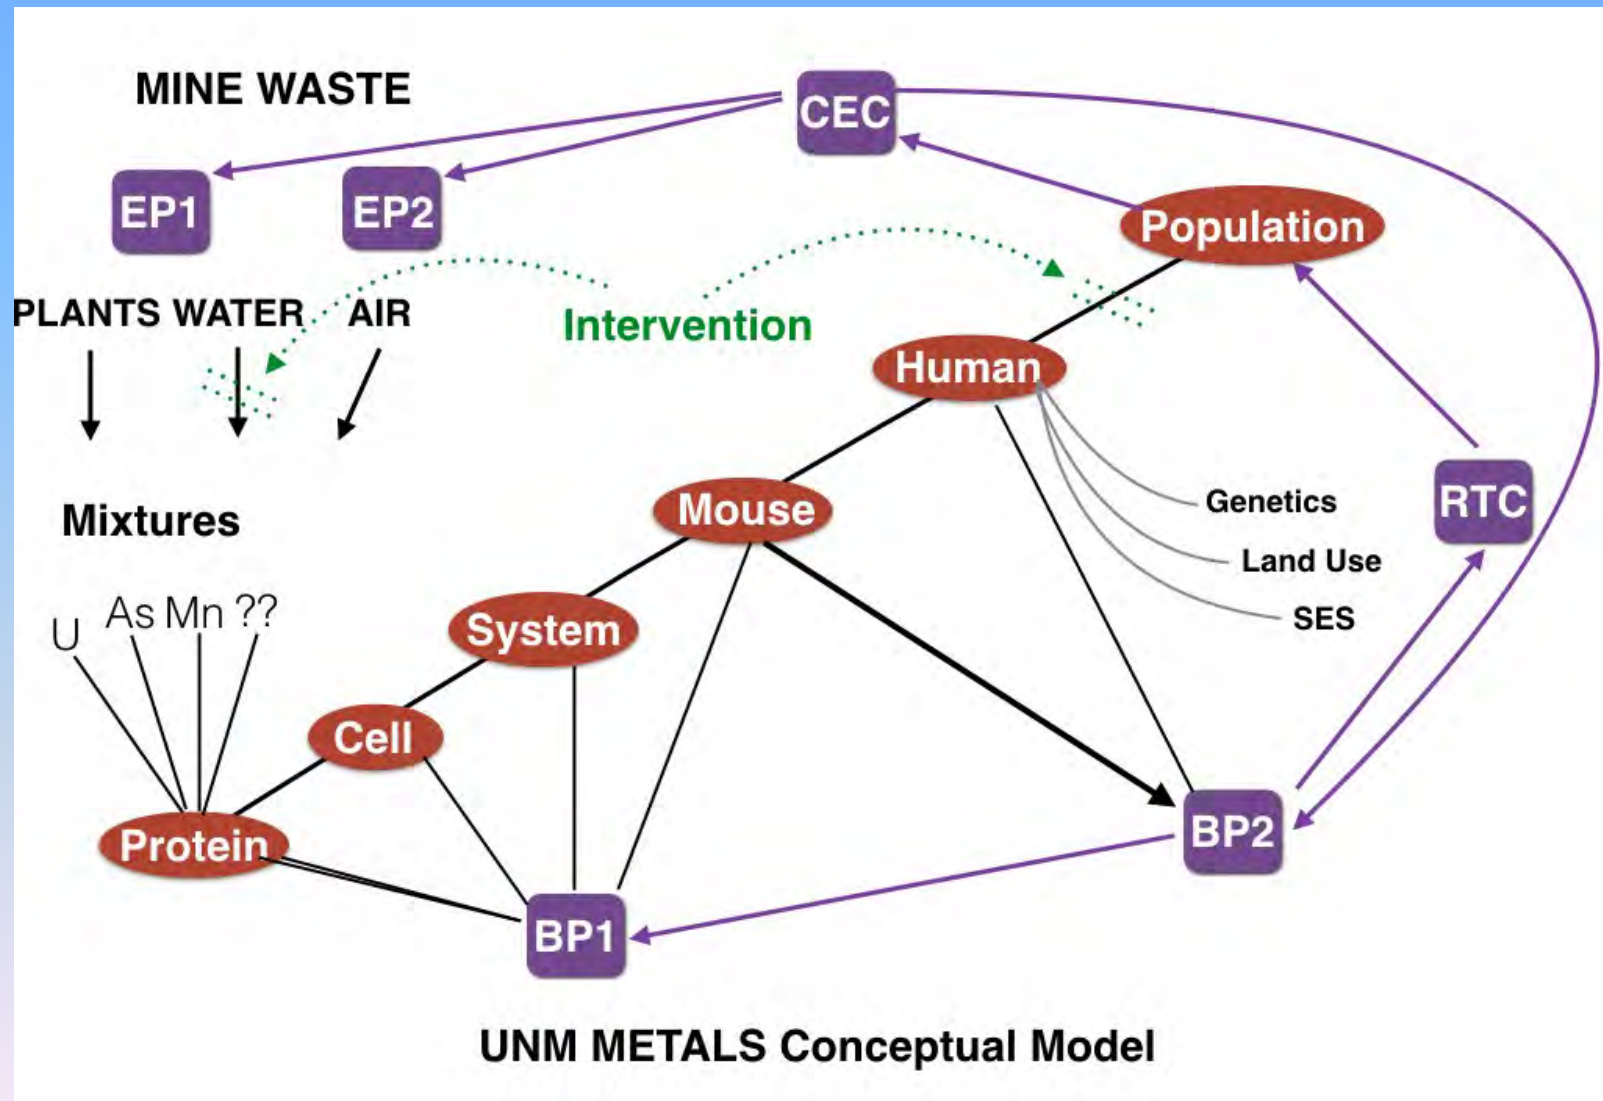 MINE WASTE
CEC
EP1
EP2
Population
PLANTS WATER AIR
Intervention
Human
Mouse
Genetics
RTC
Mixtures
Land Use
U As Mn ??
SES
System
Cell
Protein
BP2
BP1
UNM METALS Conceptual Model